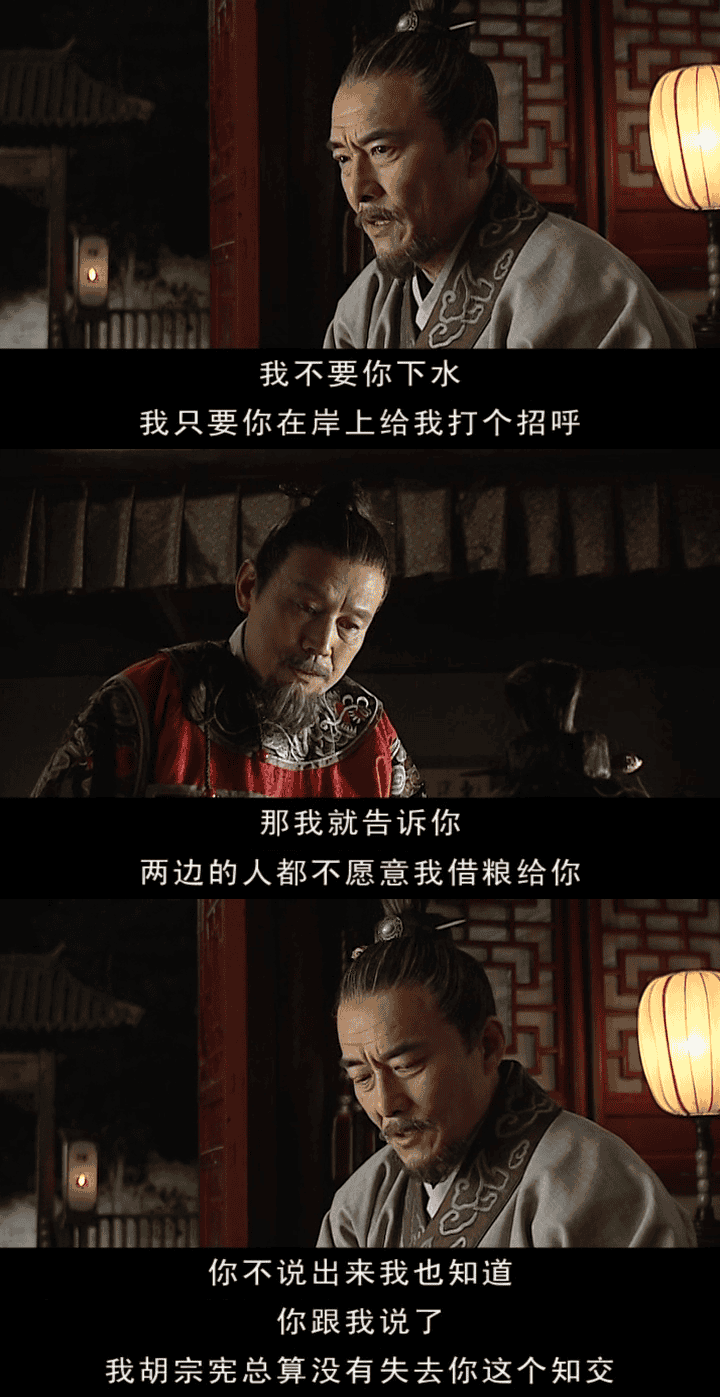 我不要你下水
我只要你在岸上给我打个招呼
那我就告诉你
两边的人都不愿意我借粮给你
你不说出来我也知道
你跟我说了
我胡宗宪总算没有失去你这个知交